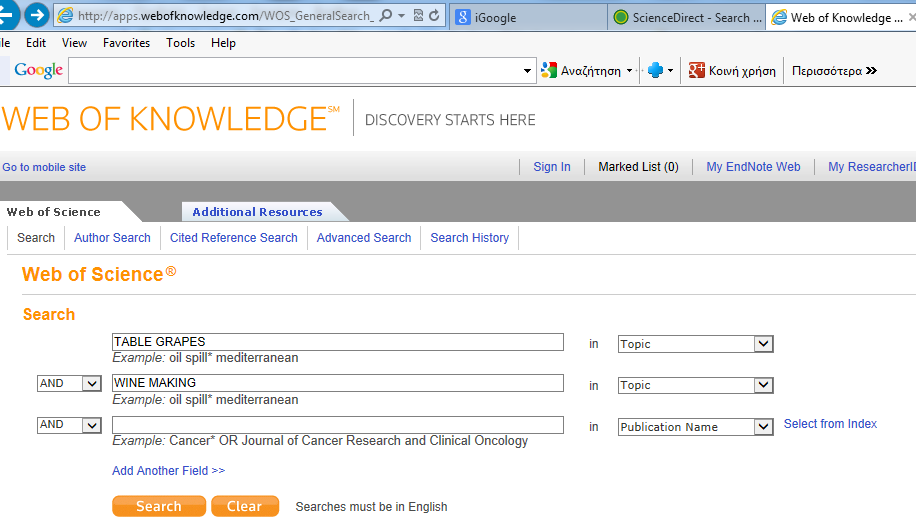 http://apps.webofknowledge.com/WOS_GeneralSearch_ iGoogle ScienceDirect - Search ... Web of Knowledge ...
le Edit View Favorites Tools Help
Google Αναζήτηση Κοινή χρήση Περισσότερα »
WEB OF KNOWLEDGE℠ DISCOVERY STARTS HERE
Go to mobile site Sign In Marked List (0) My EndNote Web My ResearcherID
Web of Science Additional Resources
Search Author Search Cited Reference Search Advanced Search Search History
Web of Science®
Search
TABLE GRAPES in Topic
Example: oil spill* mediterranean
AND WINE MAKING in Topic
Example: oil spill* mediterranean
AND in Publication Name Select from Index
Example: Cancer* OR Journal of Cancer Research and Clinical Oncology
Add Another Field >>
Search Clear Searches must be in English